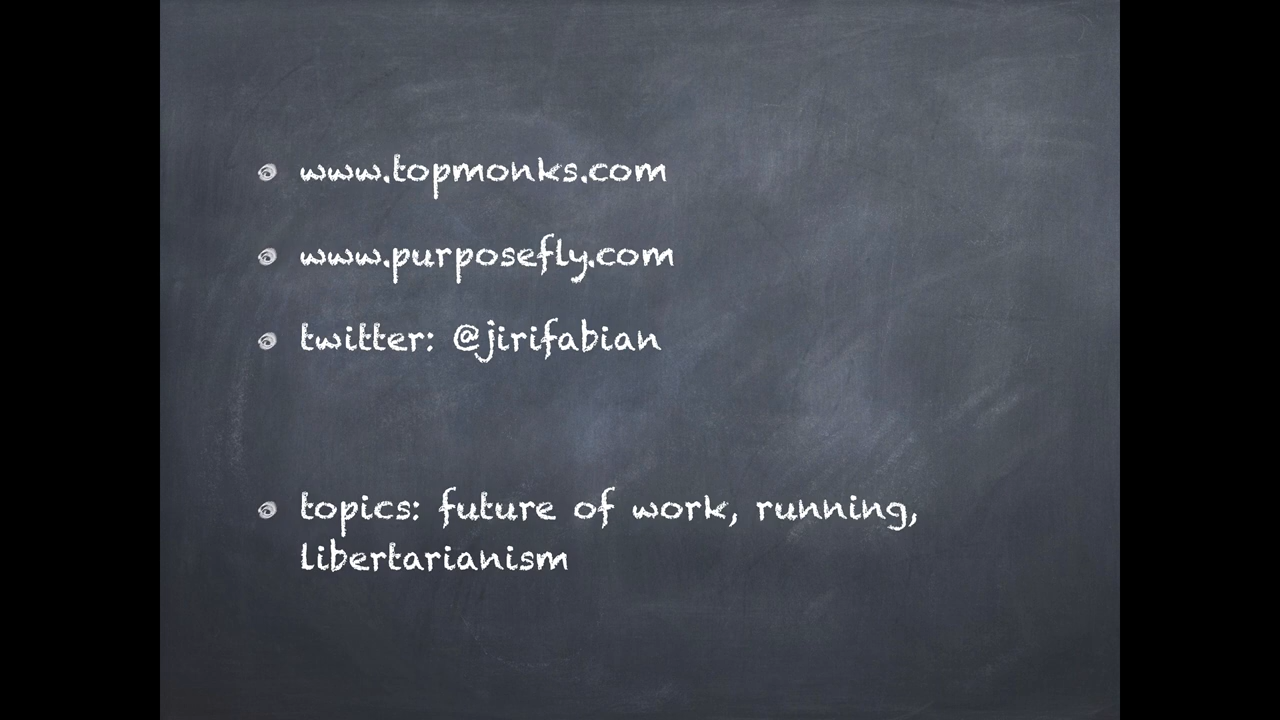 www.topmonks.com
www.purposefly.com
twitter: @jirifabian
topics: future of work, running,
libertarianism